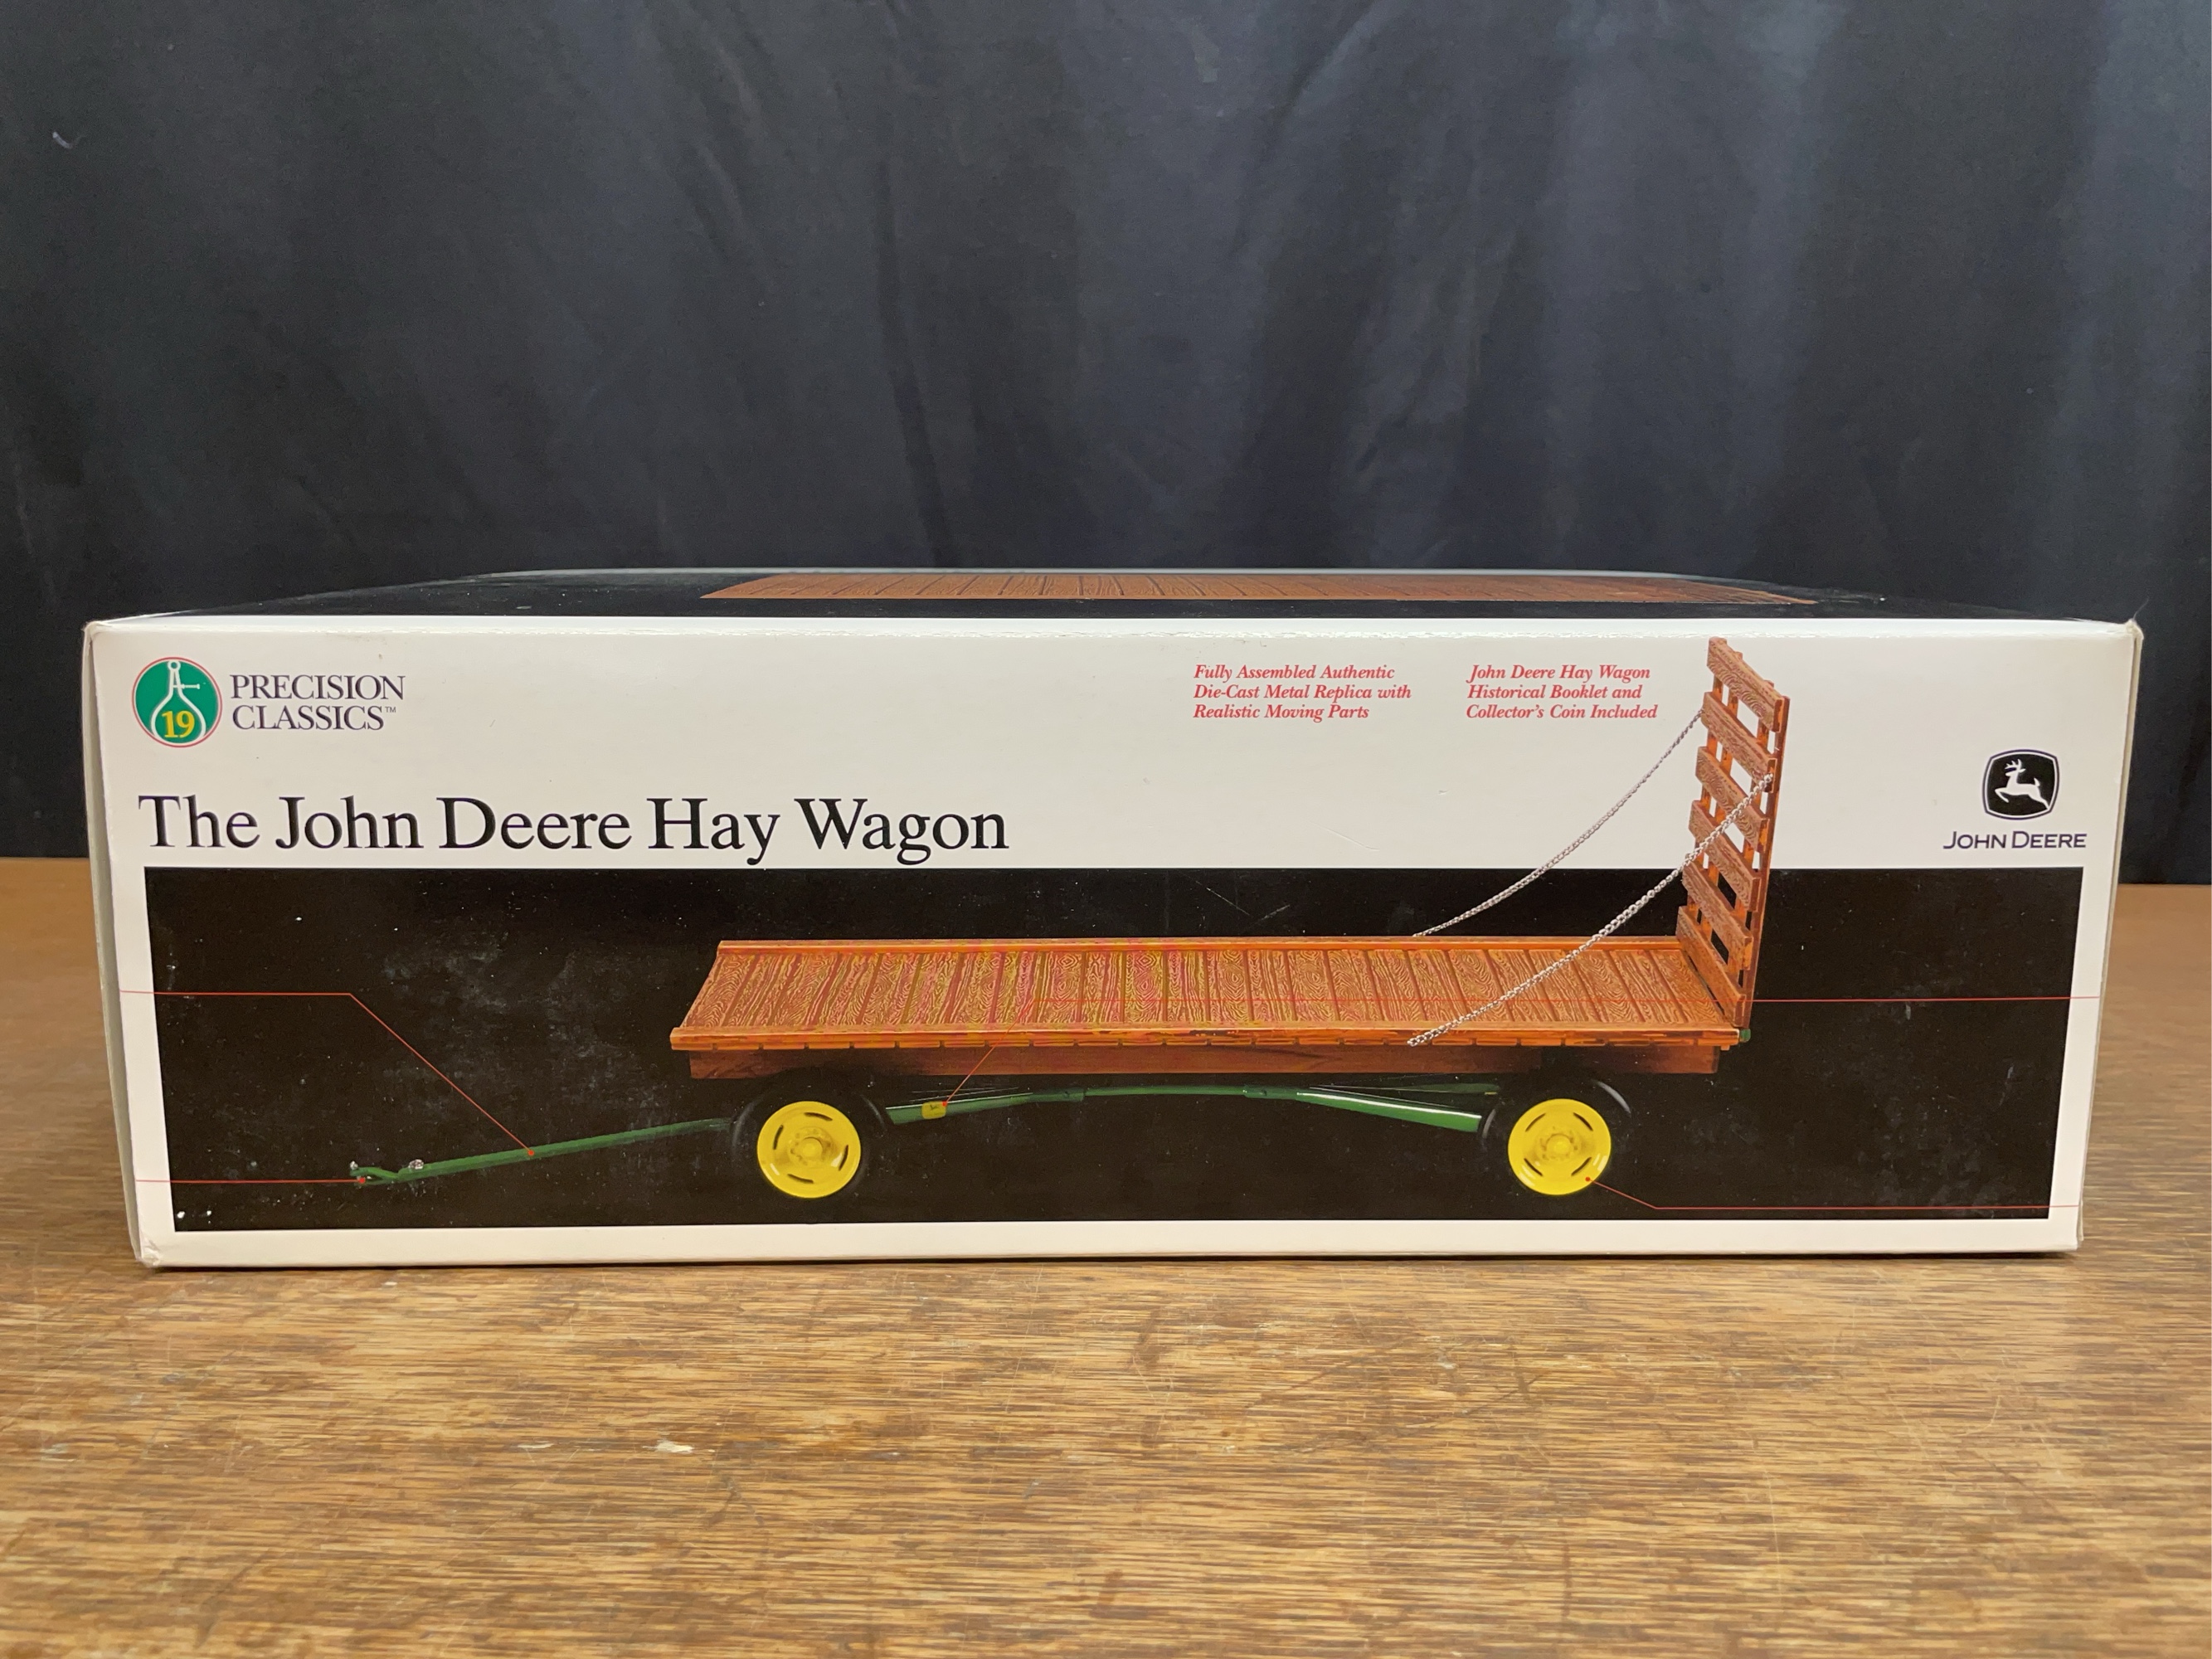 19
PRECISION
CLASSICS™
Fully Assembled Authentic
Die-Cast Metal Replica with
Realistic Moving Parts
John Deere Hay Wagon
Historical Booklet and
Collector's Coin Included
The John Deere Hay Wagon
JOHN DEERE